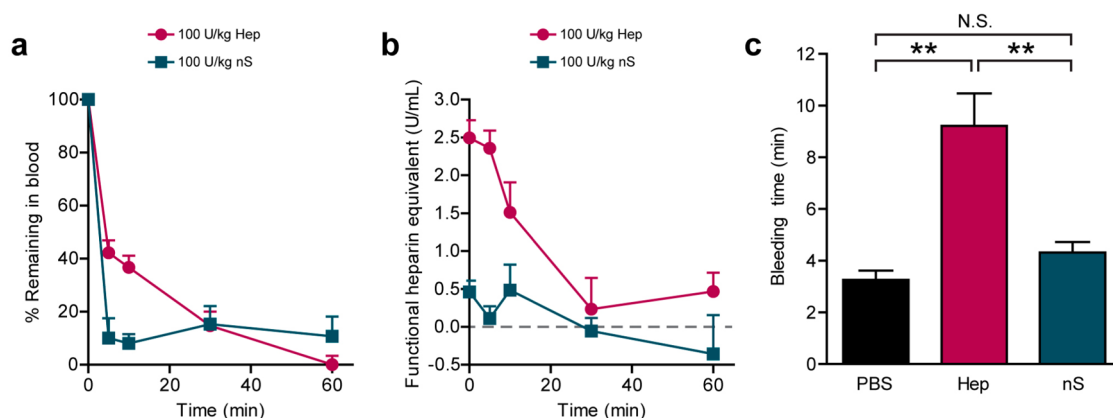 a
100 U/kg Hep
100 U/kg nS
% Remaining in blood
100
80
60
40
20
0
0 20 40 60
Time (min)
b
100 U/kg Hep
100 U/kg nS
Functional heparin equivalent (U/mL)
3.0
2.5
2.0
1.5
1.0
0.5
0.0
-0.5
0 20 40 60
Time (min)
c
N.S.
** **
Bleeding time (min)
12
10
8
6
4
2
0
PBS Hep nS